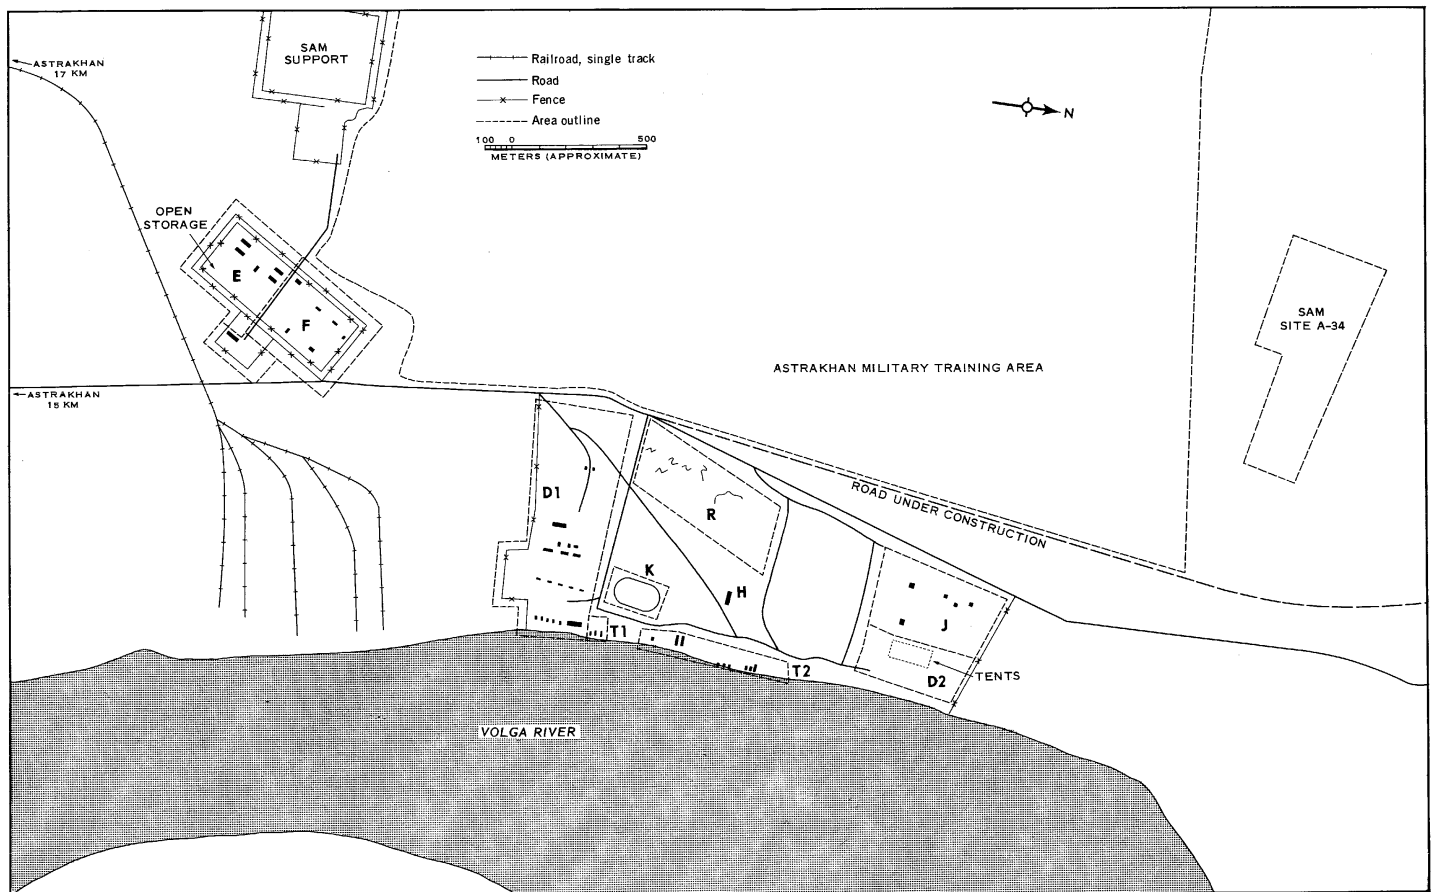 SAM
SUPPORT
ASTRAKHAN
17 KM
Railroad, single track
Road
Fence
Area outline
100 0 500
METERS (APPROXIMATE)
N
OPEN
STORAGE
E
F
SAM
SITE A-34
ASTRAKHAN MILITARY TRAINING AREA
ASTRAKHAN
15 KM
ROAD UNDER CONSTRUCTION
D1
R
K
H
J
T1
T2
D2
TENTS
VOLGA RIVER